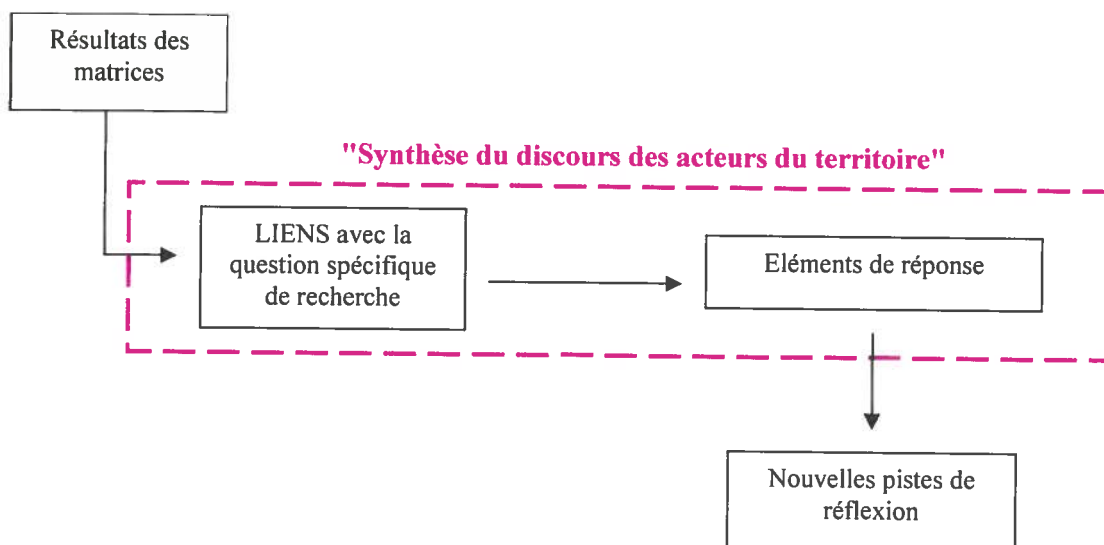 Résultats des
matrices
"Synthèse du discours des acteurs du territoire"
LIENS avec la
question spécifique
de recherche
Eléments de réponse
Nouvelles pistes de
réflexion